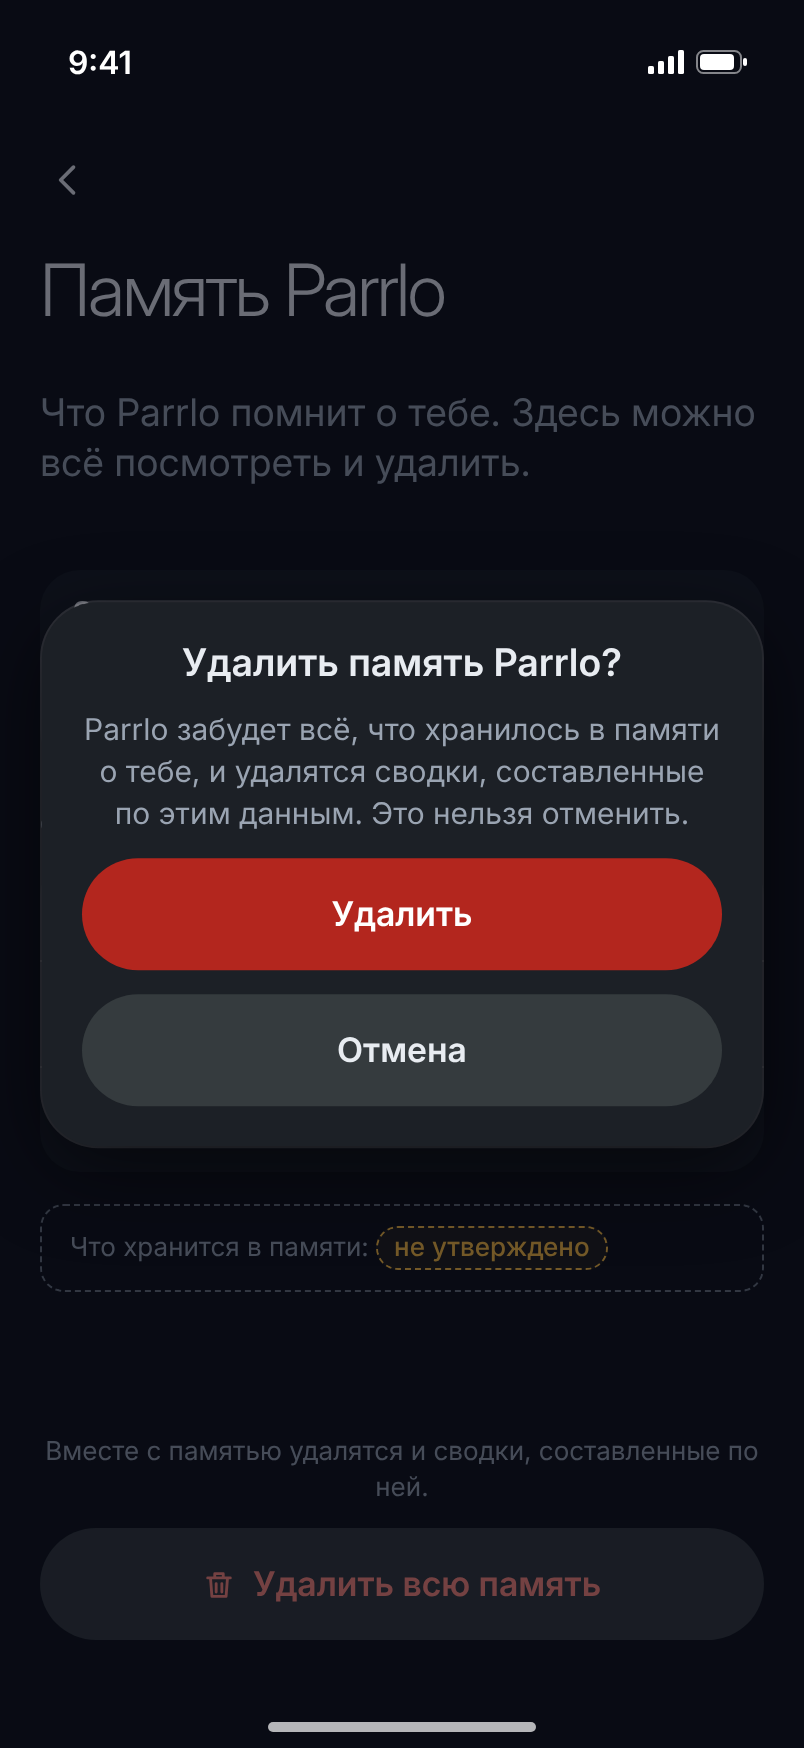 9:41
Память Parrlo
Что Parrlo помнит о тебе. Здесь можно
всё посмотреть и удалить.
Удалить память Parrlo?
Parrlo забудет всё, что хранилось в памяти
о тебе, и удалятся сводки, составленные
по этим данным. Это нельзя отменить.
Удалить
Отмена
Что хранится в памяти: не утверждено
Вместе с памятью удалятся и сводки, составленные по
ней.
Удалить всю память